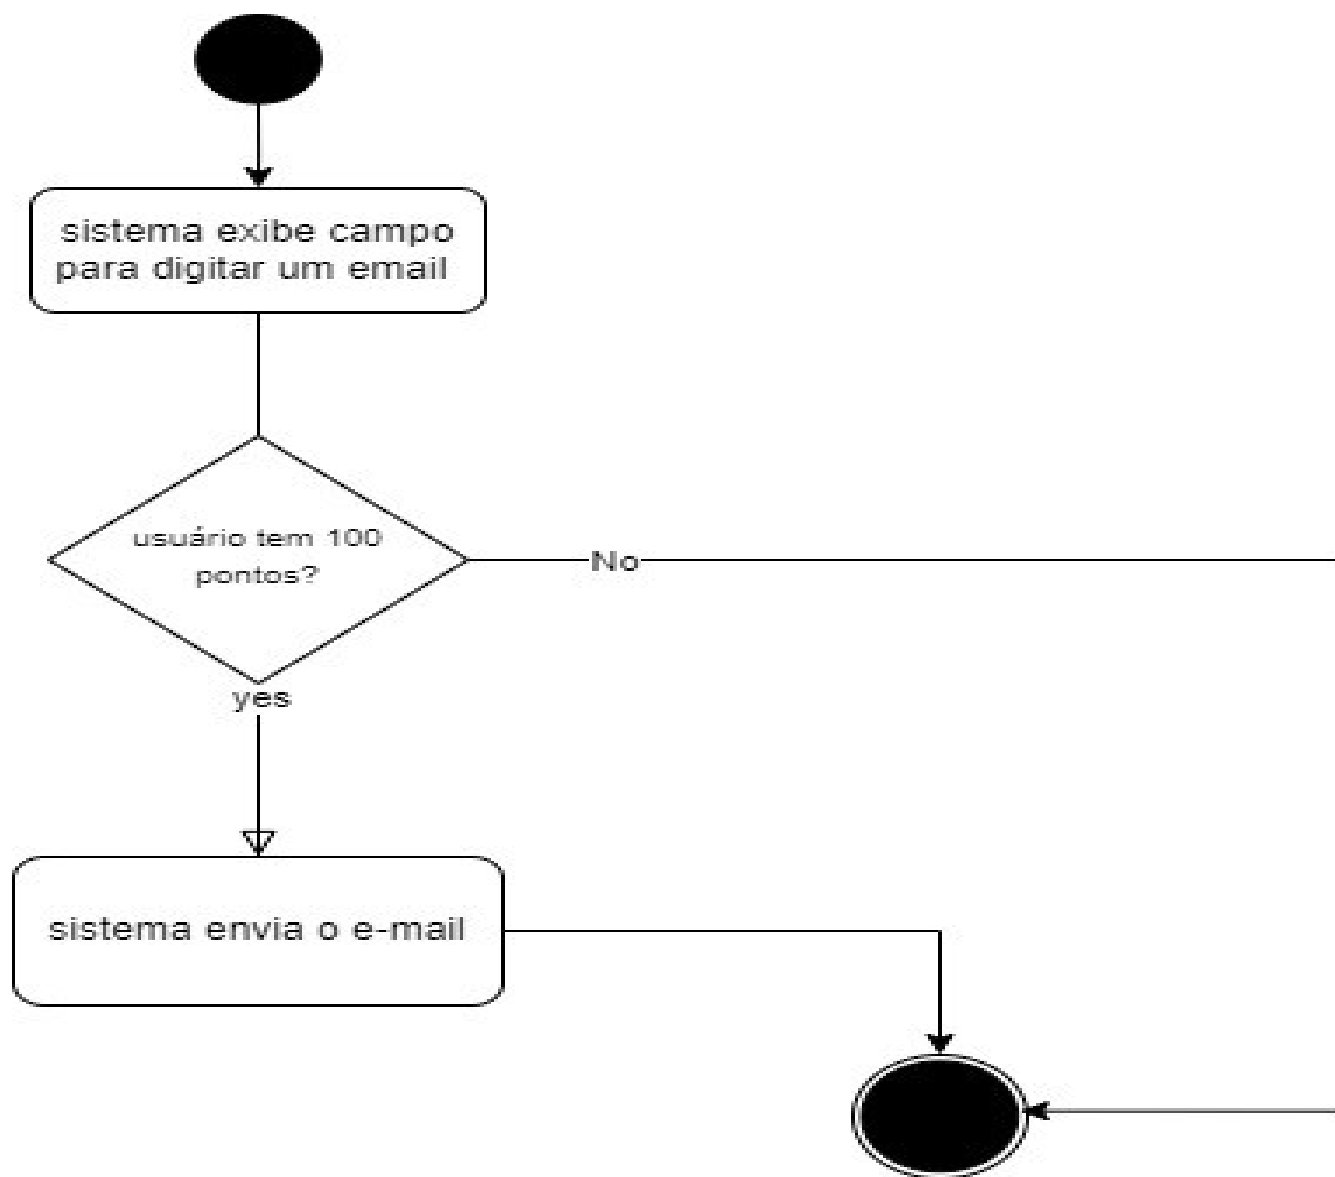 sistema exibe campo
para digitar um email
usuário tem 100
pontos?
No
yes
sistema envia o e-mail